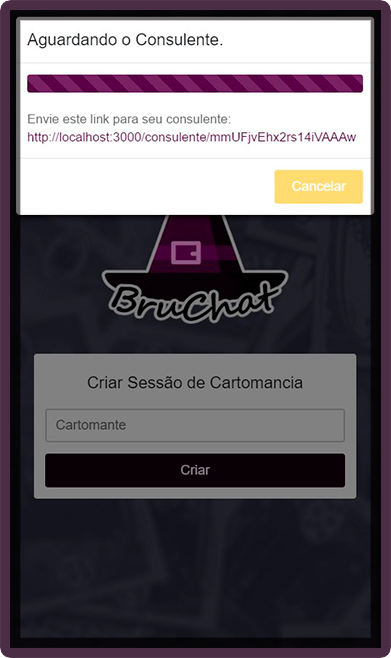 Aguardando o Consulente.
Envie este link para seu consulente:
http://localhost:3000/consulente/mmUFjvEhx2rs14iVAAAw
Cancelar
BruChat
Criar Sessão de Cartomancia
Cartomante
Criar